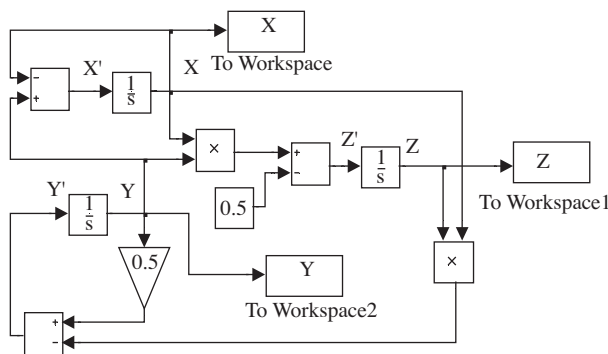 X
To Workspace
-
+
X'
1
s
X
×
+
-
Z'
1
s
Z
Z
To Workspace1
0.5
Y'
1
s
Y
0.5
×
Y
To Workspace2
+
-